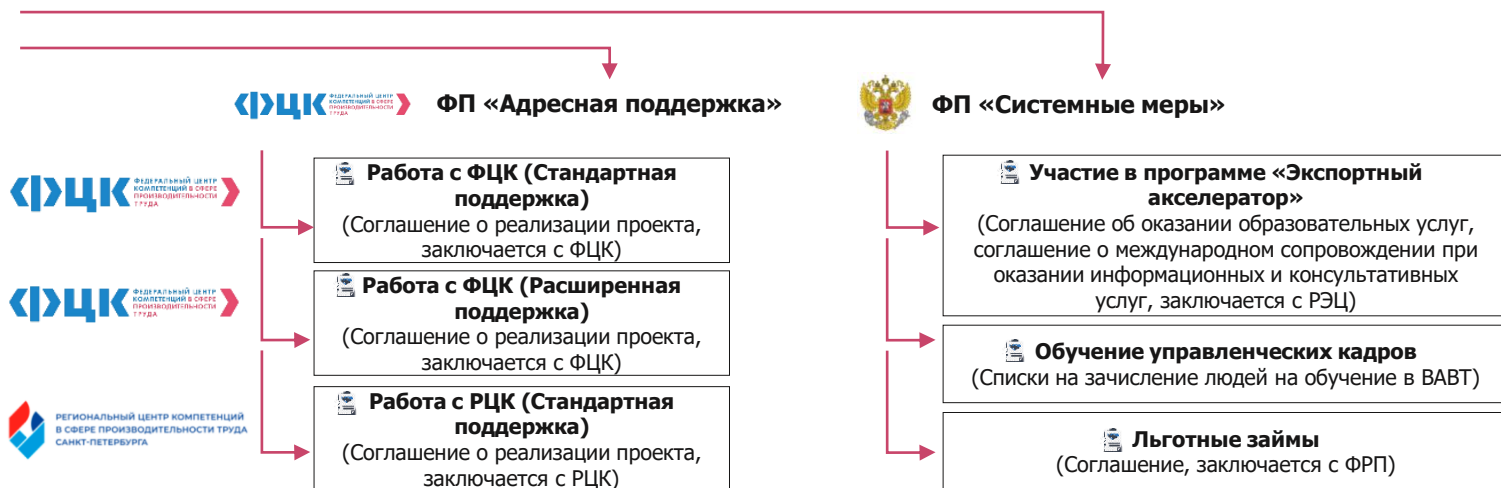 ФЦК ФЕДЕРАЛЬНЫЙ ЦЕНТР
КОМПЕТЕНЦИЙ В СФЕРЕ
ПРОИЗВОДИТЕЛЬНОСТИ
ТРУДА
ФП «Адресная поддержка»
ФЦК ФЕДЕРАЛЬНЫЙ ЦЕНТР
КОМПЕТЕНЦИЙ В СФЕРЕ
ПРОИЗВОДИТЕЛЬНОСТИ
ТРУДА
Работа с ФЦК (Стандартная
поддержка)
(Соглашение о реализации проекта,
заключается с ФЦК)
ФЦК ФЕДЕРАЛЬНЫЙ ЦЕНТР
КОМПЕТЕНЦИЙ В СФЕРЕ
ПРОИЗВОДИТЕЛЬНОСТИ
ТРУДА
Работа с ФЦК (Расширенная
поддержка)
(Соглашение о реализации проекта,
заключается с ФЦК)
РЕГИОНАЛЬНЫЙ ЦЕНТР КОМПЕТЕНЦИЙ
В СФЕРЕ ПРОИЗВОДИТЕЛЬНОСТИ ТРУДА
САНКТ-ПЕТЕРБУРГА
Работа с РЦК (Стандартная
поддержка)
(Соглашение о реализации проекта,
заключается с РЦК)
ФП «Системные меры»
Участие в программе «Экспортный
акселератор»
(Соглашение об оказании образовательных услуг,
соглашение о международном сопровождении при
оказании информационных и консультативных
услуг, заключается с РЭЦ)
Обучение управленческих кадров
(Списки на зачисление людей на обучение в ВАВТ)
Льготные займы
(Соглашение, заключается с ФРП)